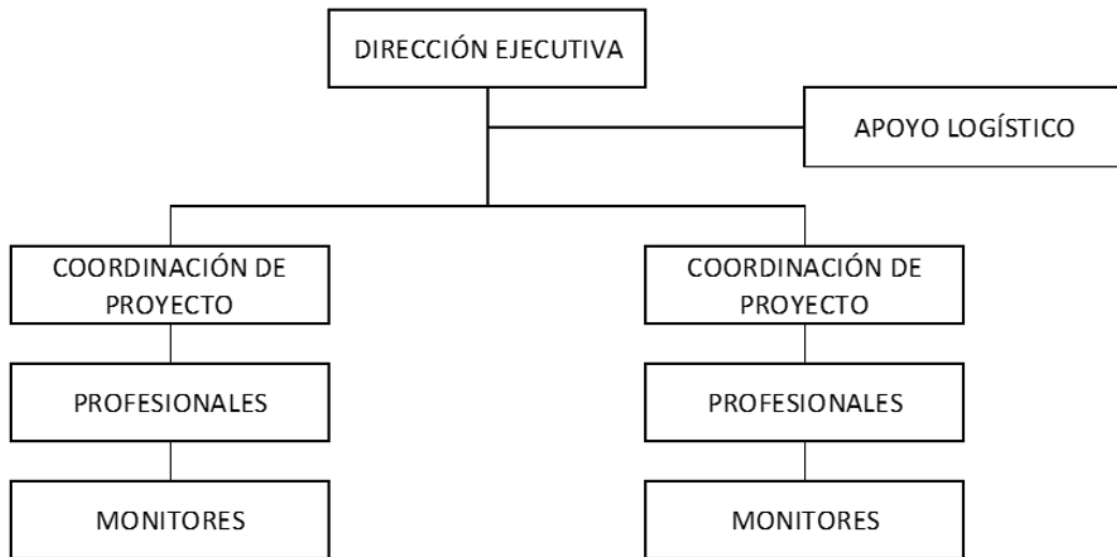 DIRECCIÓN EJECUTIVA
APOYO LOGÍSTICO
COORDINACIÓN DE
PROYECTO
COORDINACIÓN DE
PROYECTO
PROFESIONALES
PROFESIONALES
MONITORES
MONITORES